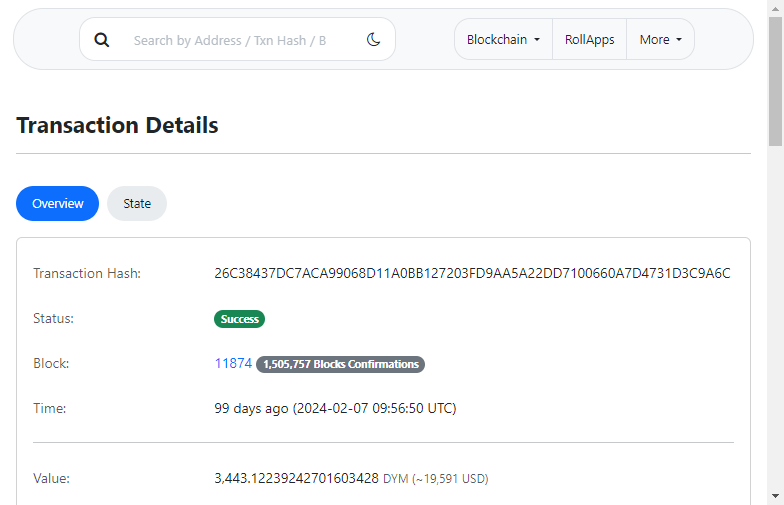 Search by Address / Txn Hash / B
Blockchain
RollApps
More
Transaction Details
Overview
State
Transaction Hash: 26C38437DC7ACA99068D11A0BB127203FD9AA5A22DD7100660A7D4731D3C9A6C
Status: Success
Block: 11874 1,505,757 Blocks Confirmations
Time: 99 days ago (2024-02-07 09:56:50 UTC)
Value: 3,443.12239242701603428 DYM (~19,591 USD)